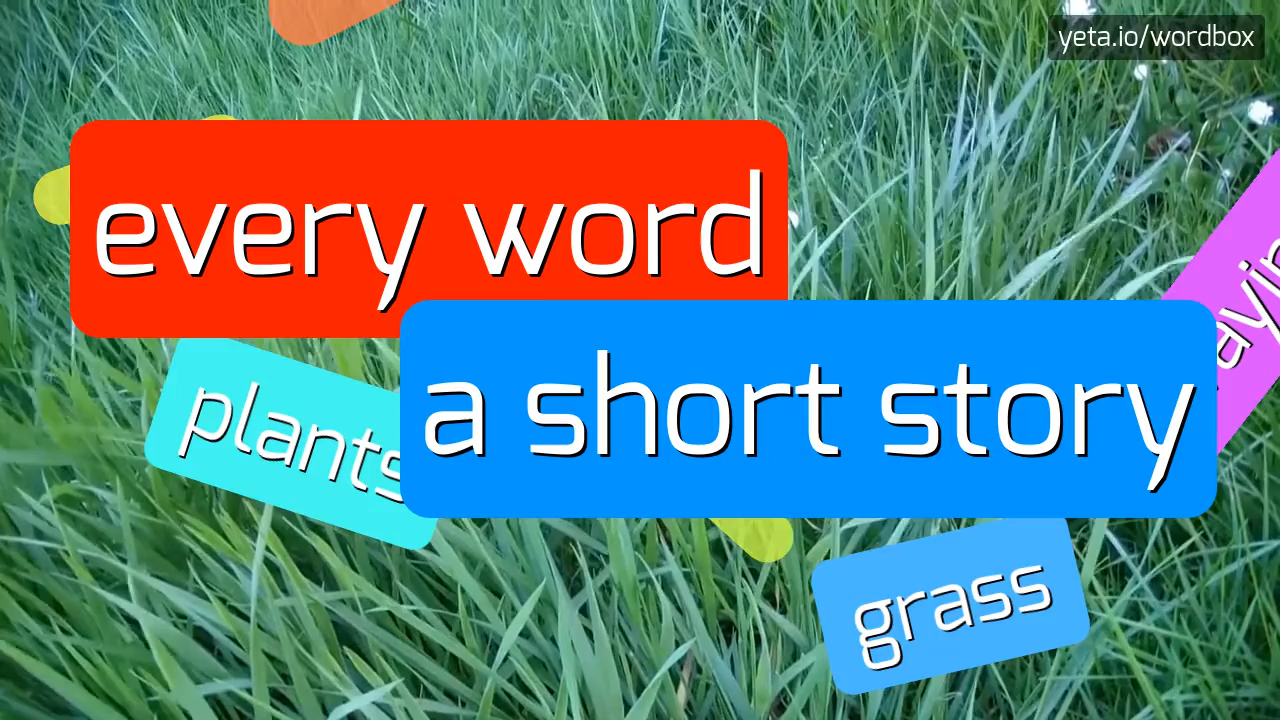 yeta.io/wordbox
every word
a short story
plants
grass